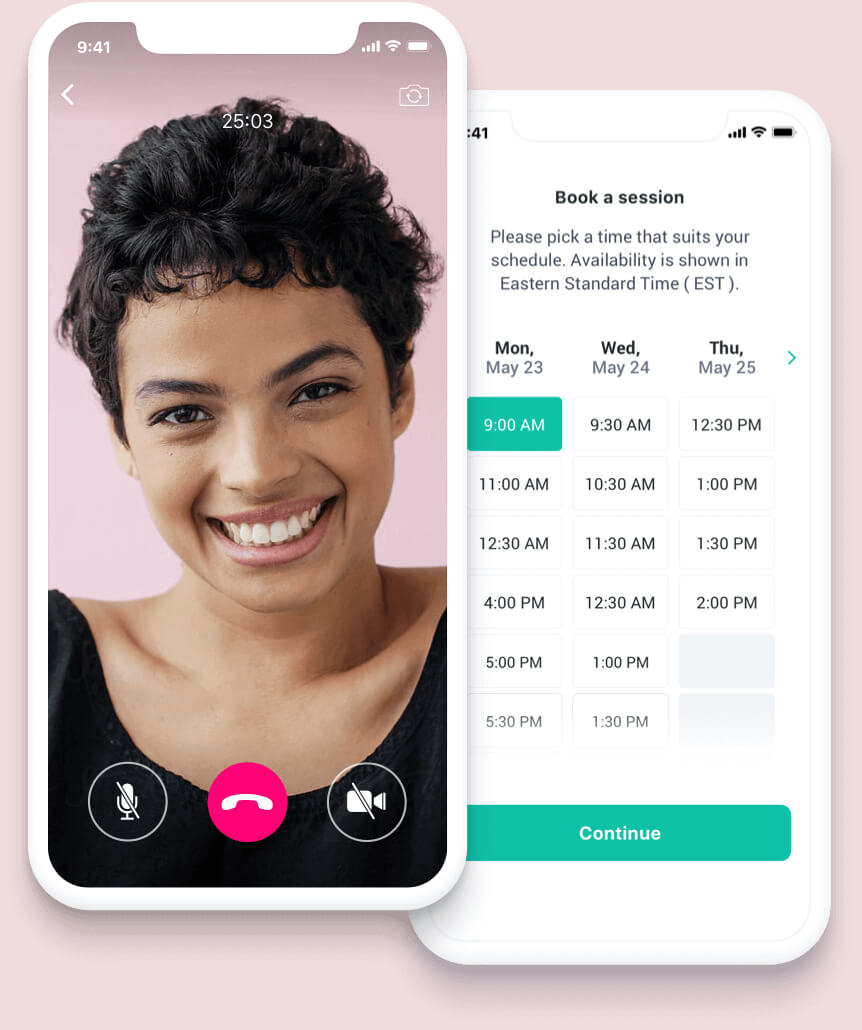 9:41
25:03
:41
Book a session
Please pick a time that suits your
schedule. Availability is shown in
Eastern Standard Time ( EST ).
Mon, Wed, Thu,
May 23 May 24 May 25
9:00 AM 9:30 AM 12:30 PM
11:00 AM 10:30 AM 1:00 PM
12:30 AM 11:30 AM 1:30 PM
4:00 PM 12:30 AM 2:00 PM
5:00 PM 1:00 PM
5:30 PM 1:30 PM
Continue